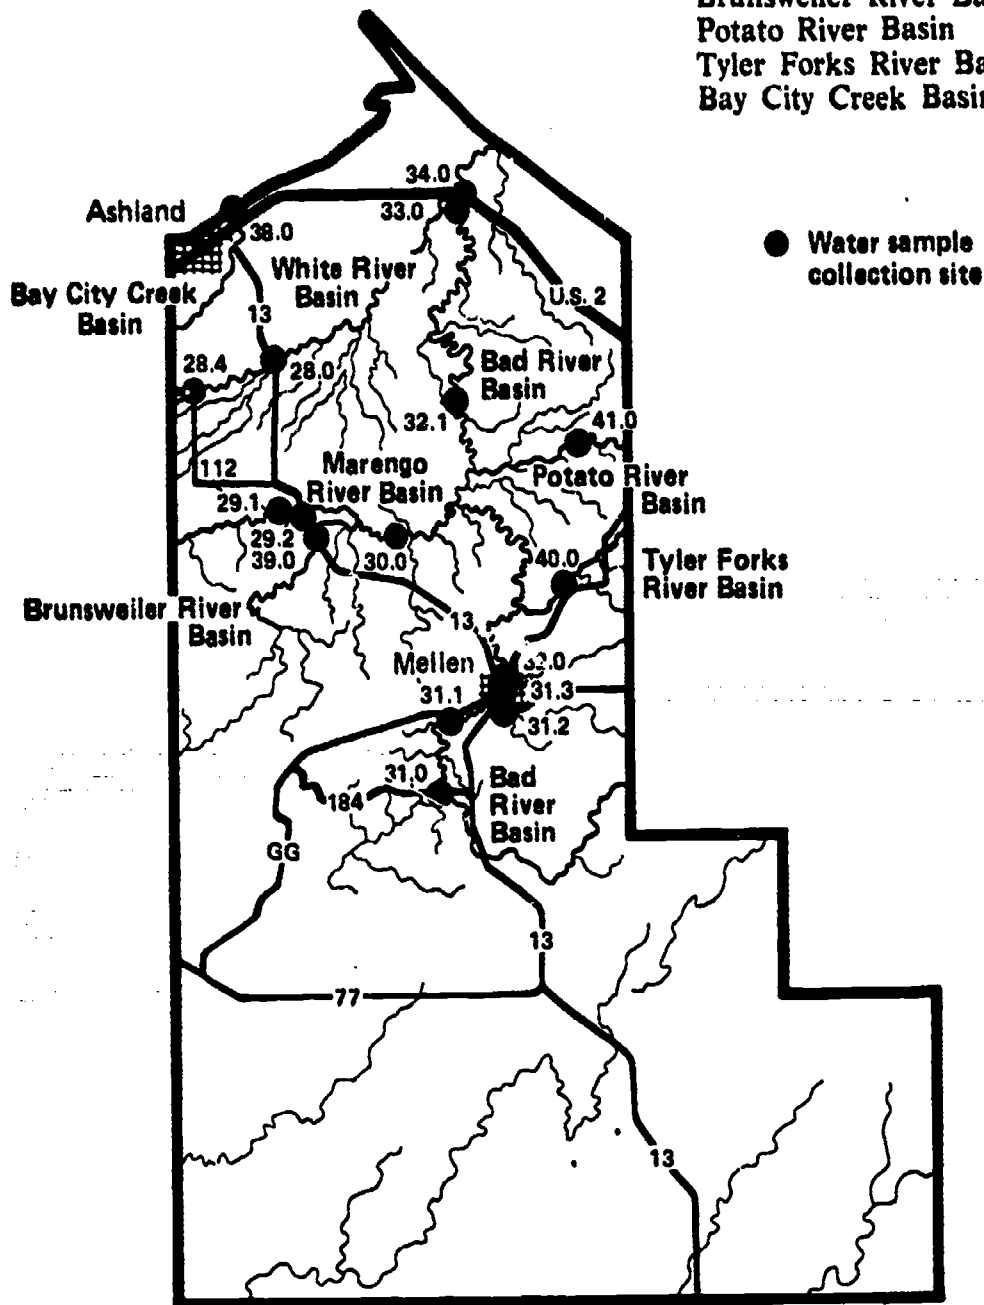 Potato River Basin
Tyler Forks River Ba
Bay City Creek Basin
34.0
Ashland
33.0
38.0
Water sample
collection site
White River
Basin
Bay City Creek
Basin
U.S. 2
13
28.4
28.0
Bad River
Basin
32.1
41.0
112
Marengo
River Basin
Potato River
Basin
29.1
29.2
39.0
30.0
40.0
Tyler Forks
River Basin
Brunsweiler River
Basin
13
Mellen
32.0
31.3
31.1
31.2
31.0
184
Bad
River
Basin
GG
13
77
13